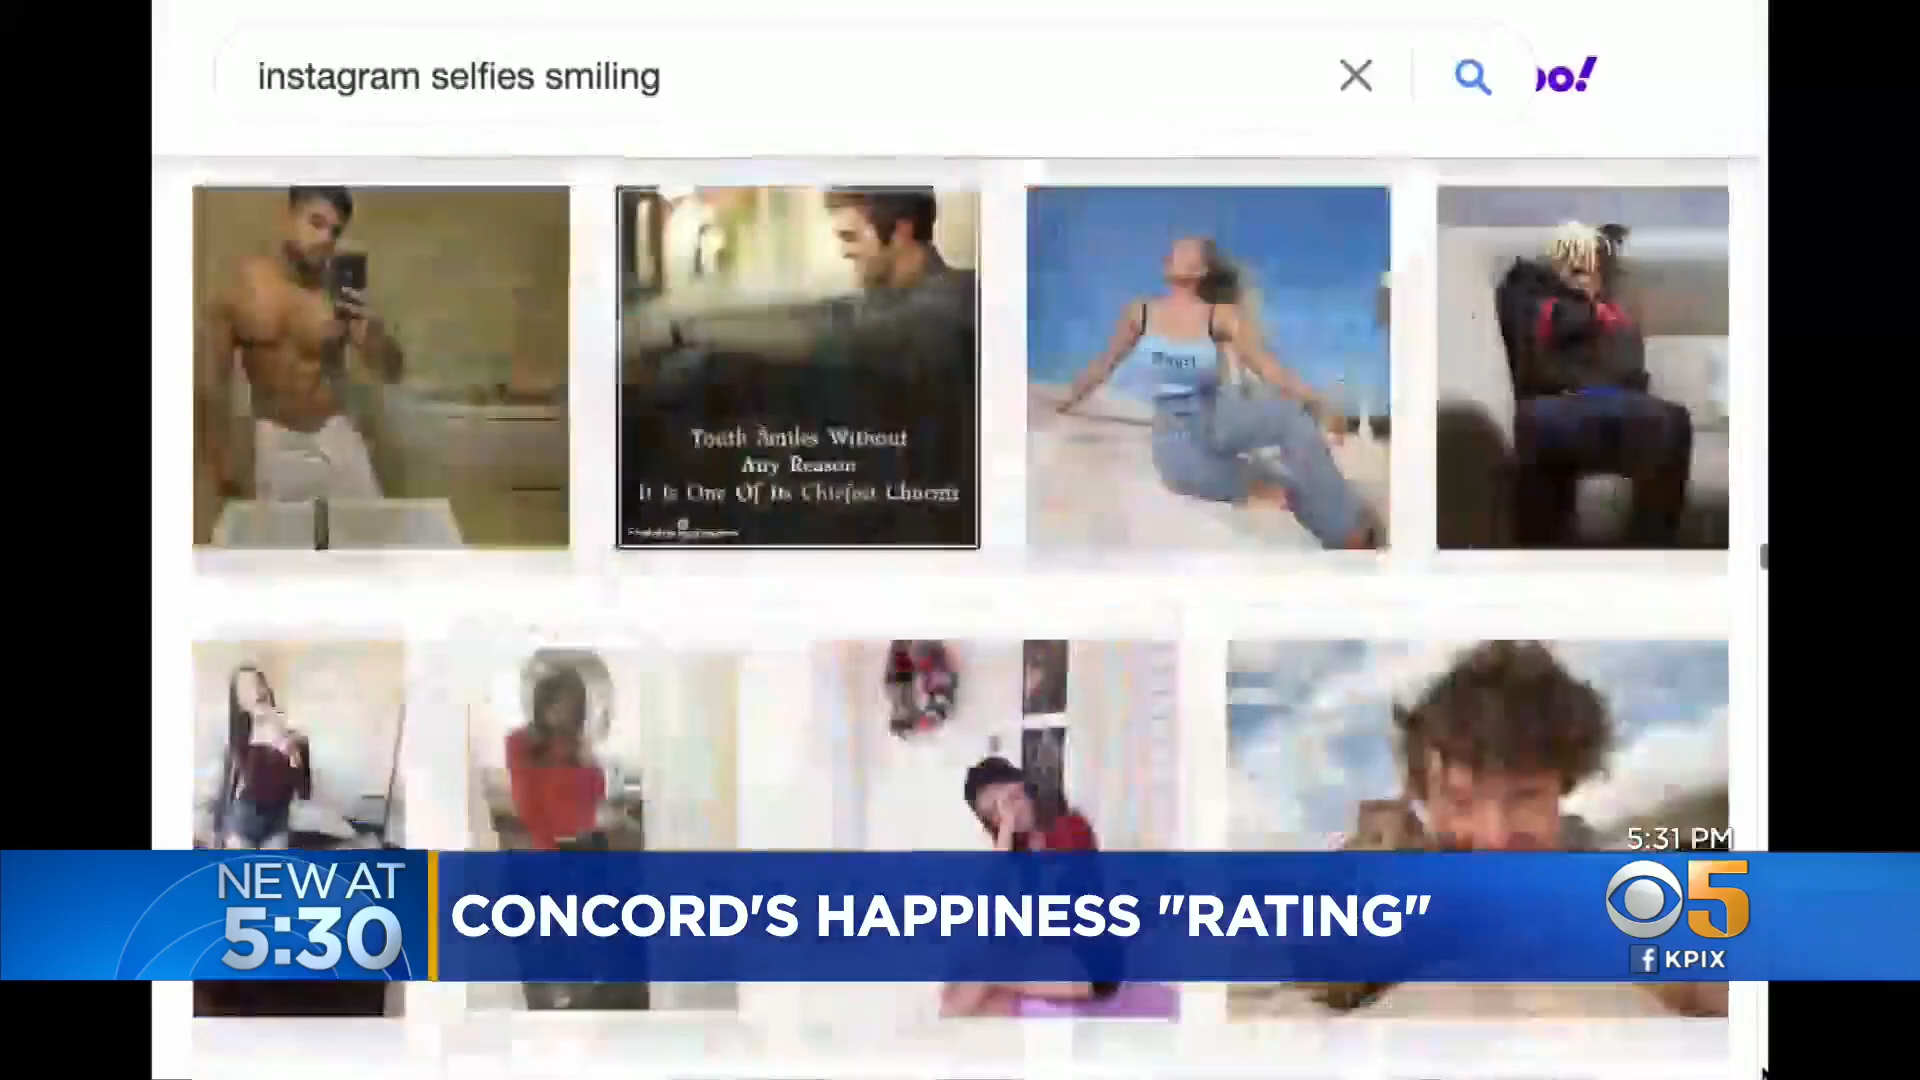 instagram selfies smiling
oo!
Youth Smiles Without
Any Reason
It Is One Of Its Chiefest Charms
5:31 PM
NEW AT
5:30
CONCORD'S HAPPINESS "RATING"
5
f KPIX